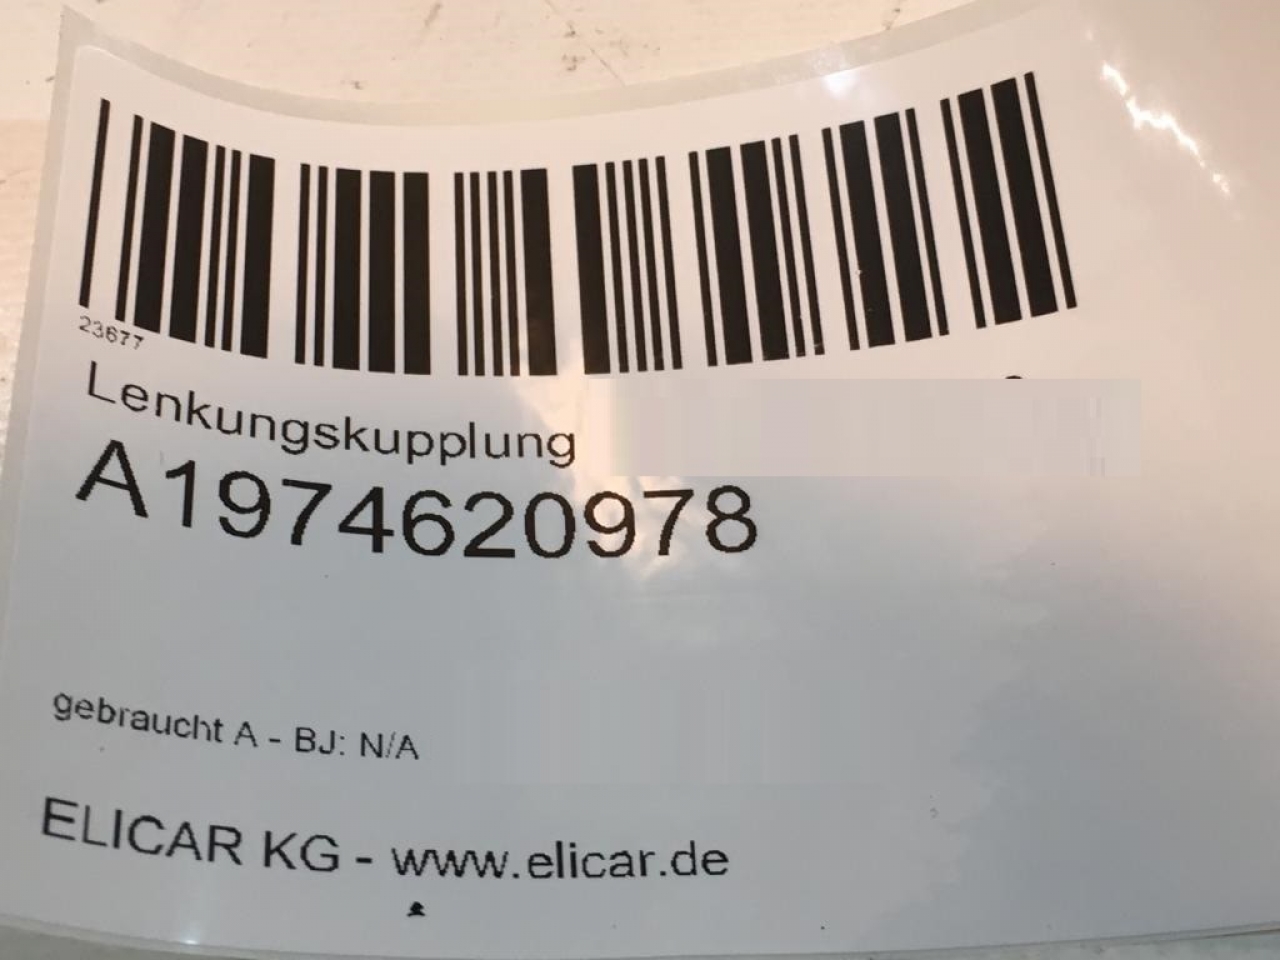 23677
Lenkungskupplung
A1974620978
gebraucht A - BJ: N/A
ELICAR KG - www.elicar.de